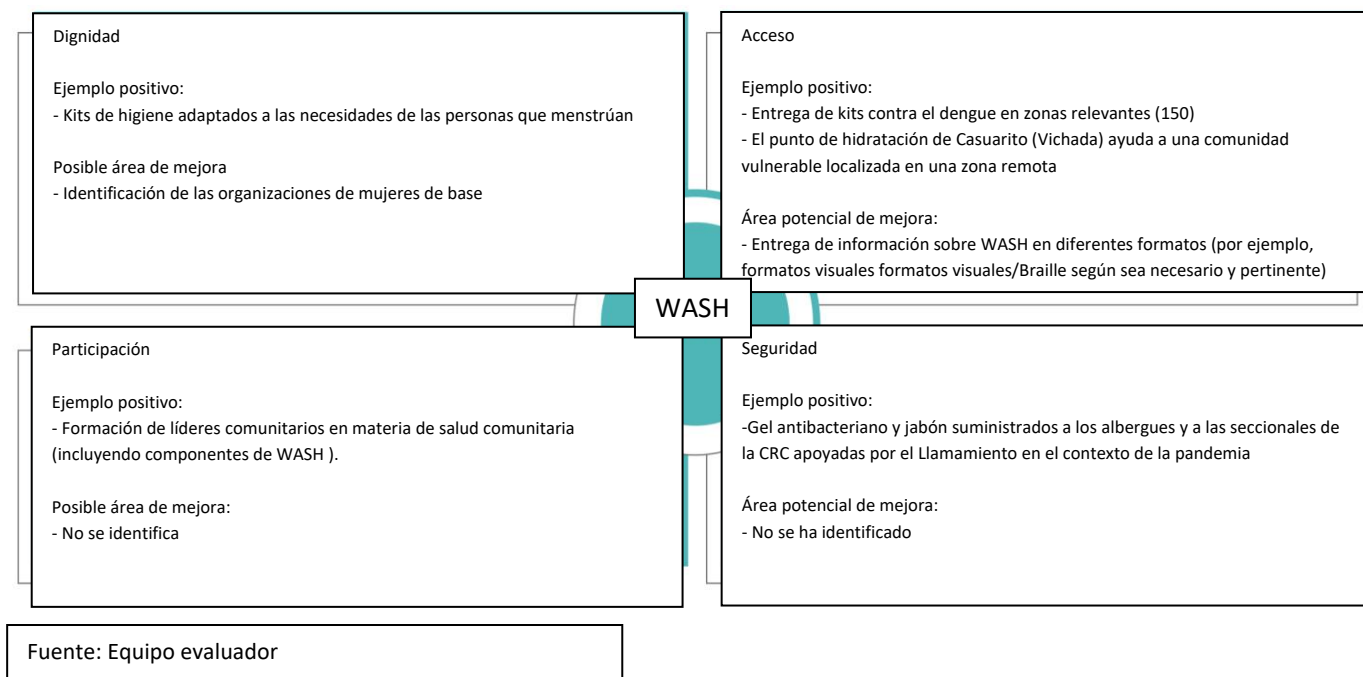 Dignidad
Ejemplo positivo:
- Kits de higiene adaptados a las necesidades de las personas que menstrúan
Posible área de mejora
- Identificación de las organizaciones de mujeres de base
Acceso
Ejemplo positivo:
- Entrega de kits contra el dengue en zonas relevantes (150)
- El punto de hidratación de Casuarito (Vichada) ayuda a una comunidad
vulnerable localizada en una zona remota
Área potencial de mejora:
- Entrega de información sobre WASH en diferentes formatos (por ejemplo,
formatos visuales formatos visuales/Braille según sea necesario y pertinente)
WASH
Participación
Ejemplo positivo:
- Formación de líderes comunitarios en materia de salud comunitaria
(incluyendo componentes de WASH ).
Posible área de mejora:
- No se identifica
Seguridad
Ejemplo positivo:
-Gel antibacteriano y jabón suministrados a los albergues y a las seccionales de
la CRC apoyadas por el Llamamiento en el contexto de la pandemia
Área potencial de mejora:
- No se ha identificado
Fuente: Equipo evaluador